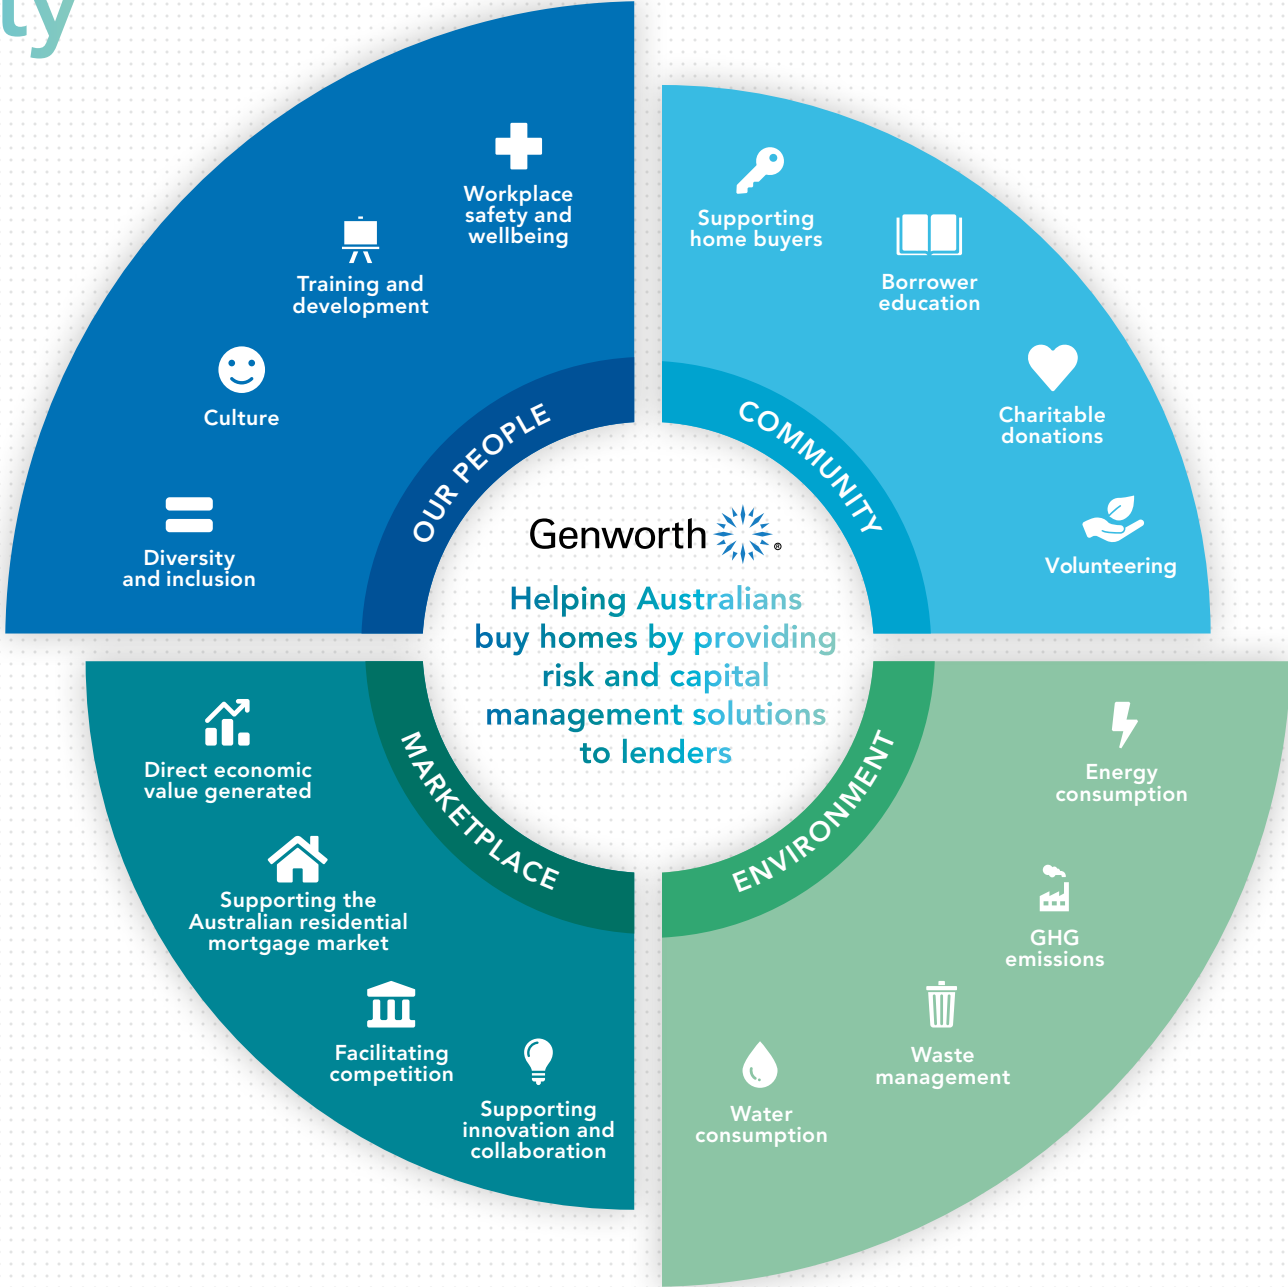 ty
Workplace
safety and
wellbeing
Training and
development
Culture
Diversity
and inclusion
OUR PEOPLE
Supporting
home buyers
Borrower
education
Charitable
donations
Volunteering
COMMUNITY
Genworth ®
Helping Australians
buy homes by providing
risk and capital
management solutions
to lenders
Direct economic
value generated
Supporting the
Australian residential
mortgage market
Facilitating
competition
Supporting
innovation and
collaboration
MARKETPLACE
Energy
consumption
GHG
emissions
Waste
management
Water
consumption
ENVIRONMENT